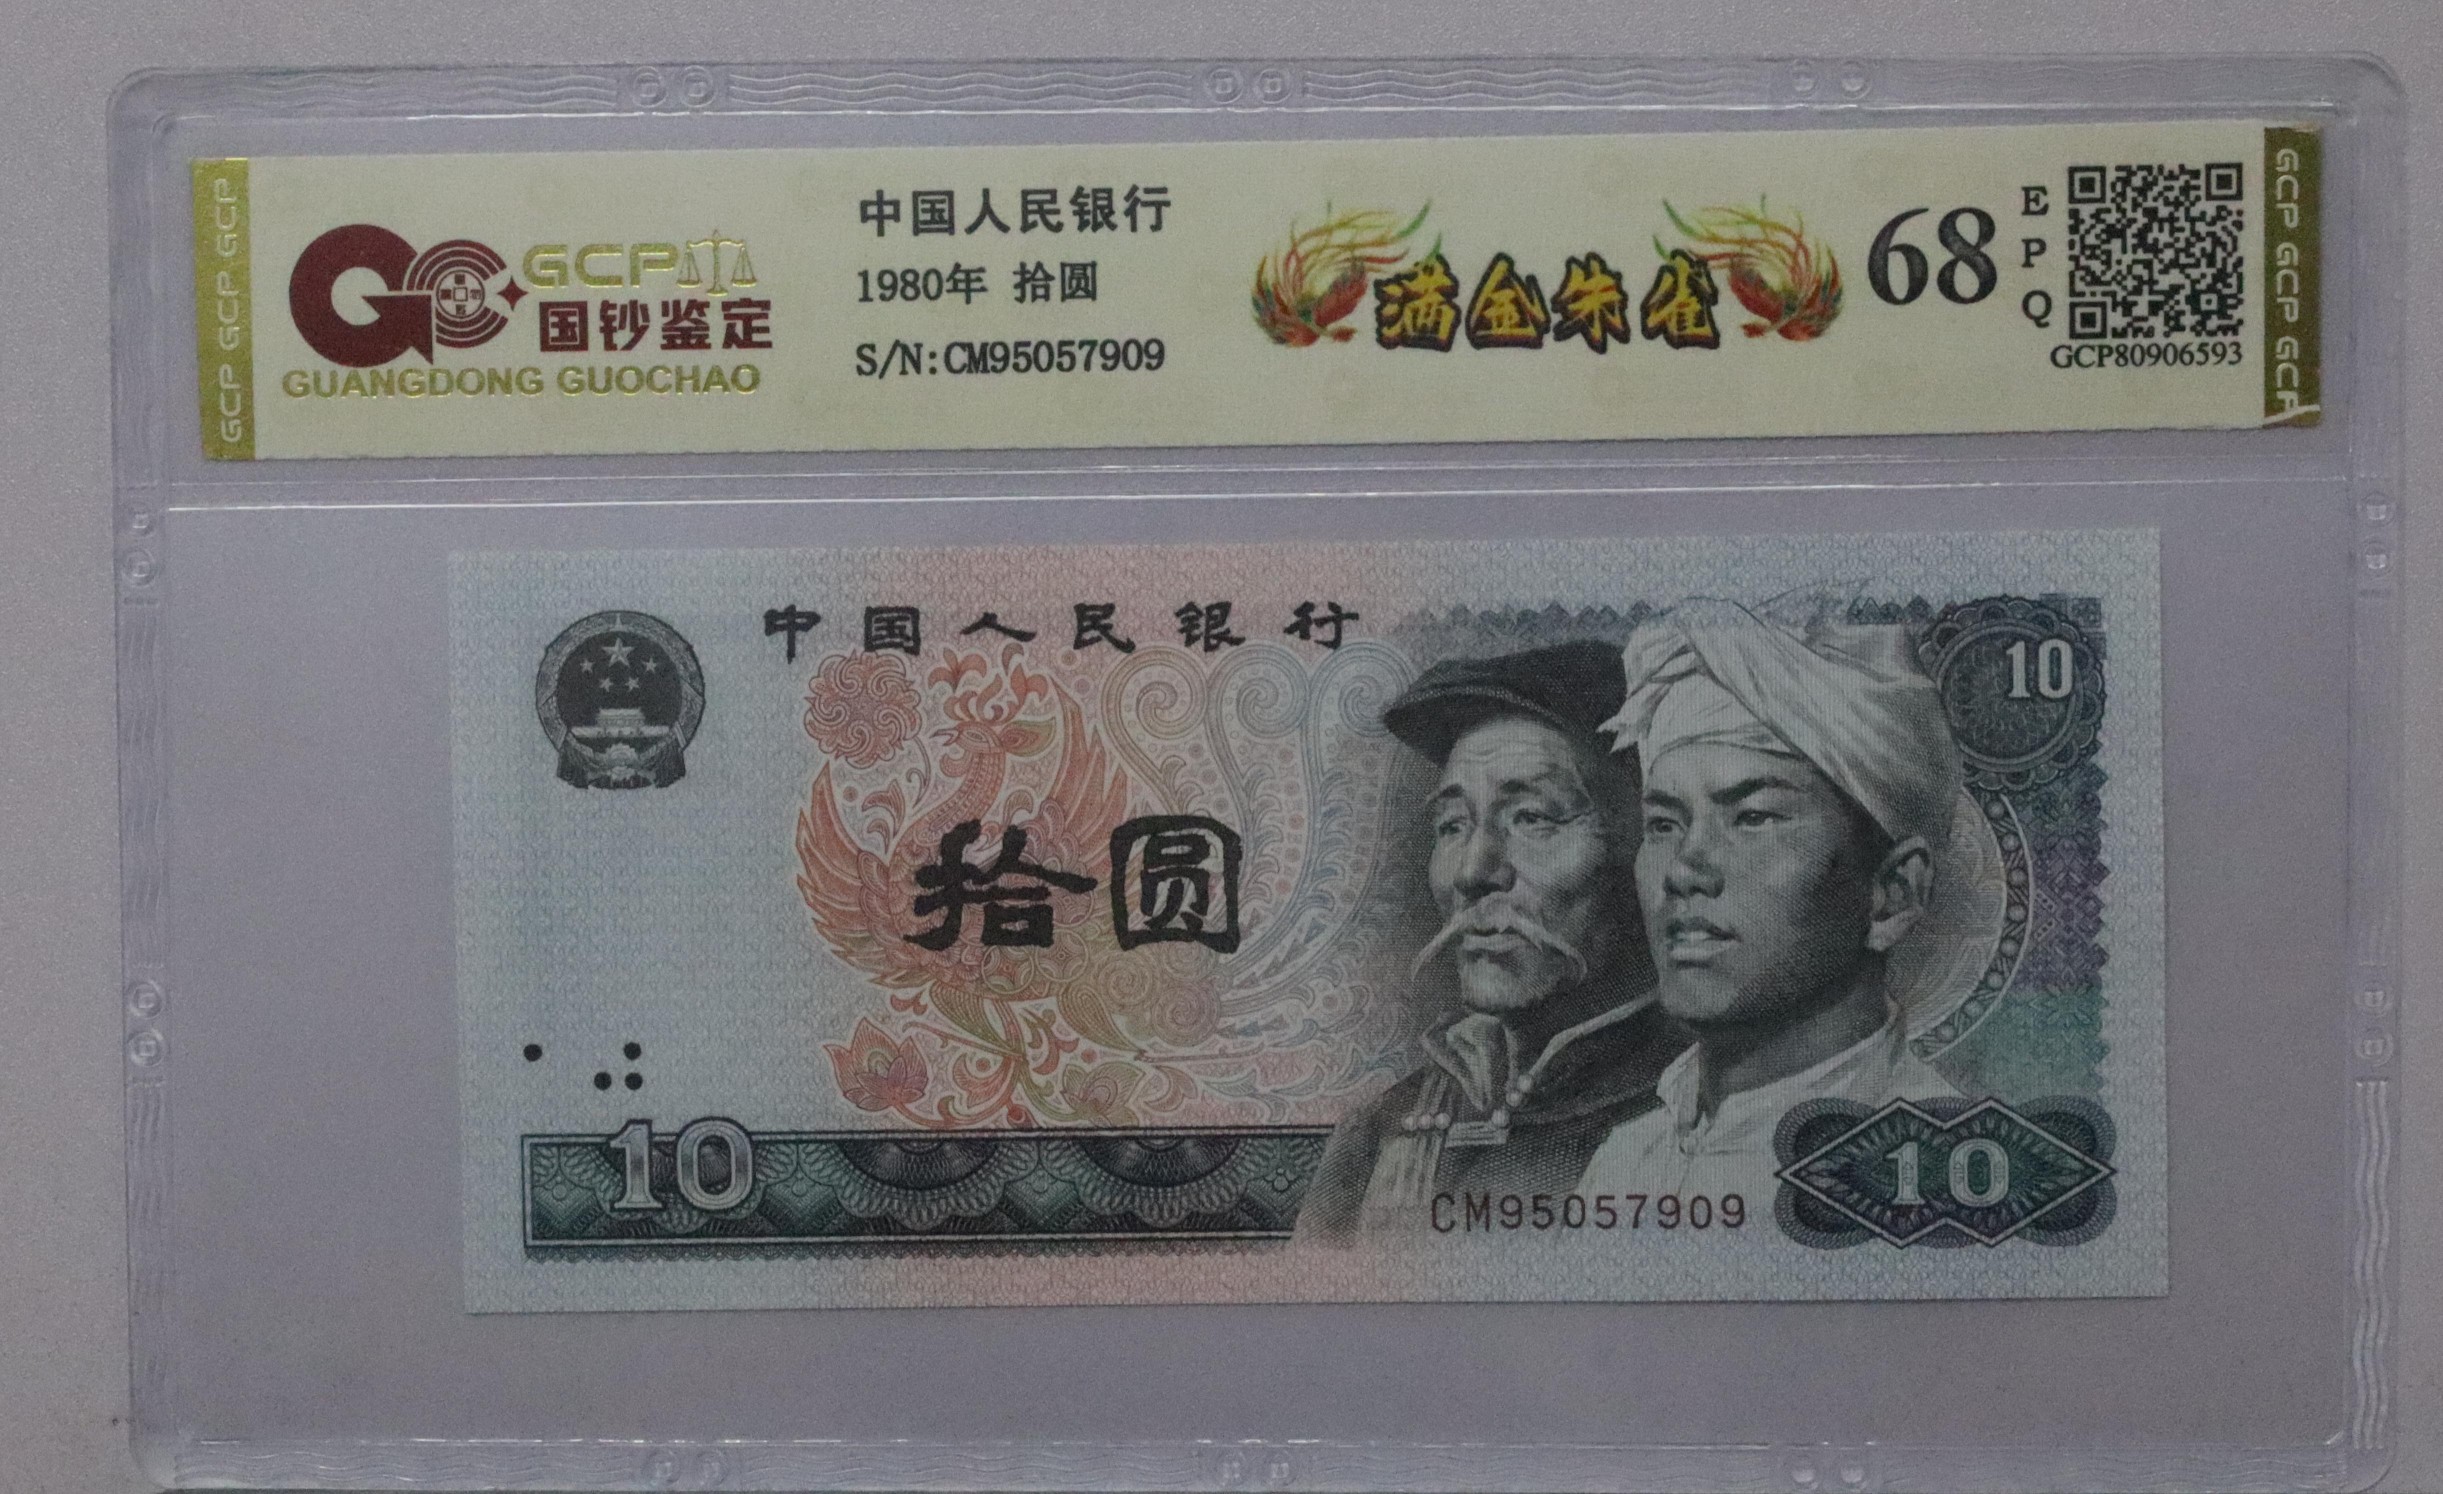 GCP GCP GCP
GCP
国钞鉴定
GUANGDONG GUOCHAO
中国人民银行
1980年 拾圆
S/N:CM95057909
满金朱雀
68
EPQ
GCP80906593
GCP GCP GCP
中国人民银行
10
拾圆
10
CM95057909
10